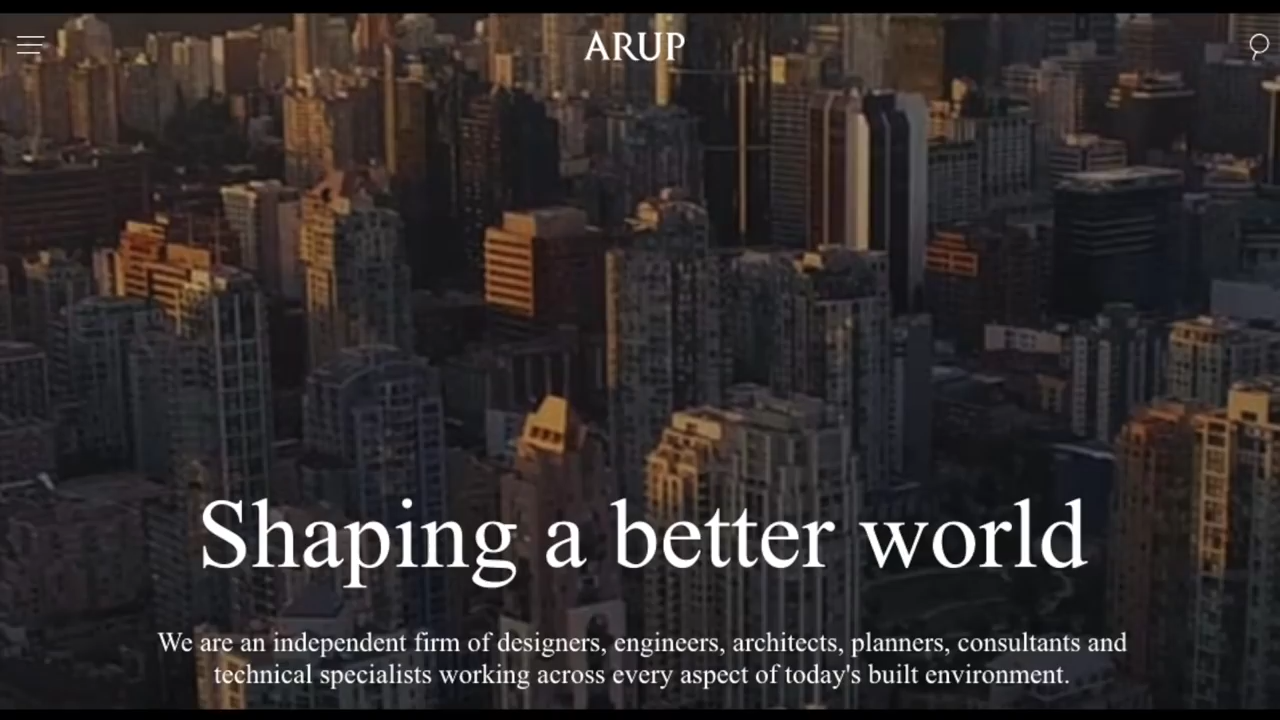 ARUP
Shaping a better world
We are an independent firm of designers, engineers, architects, planners, consultants and
technical specialists working across every aspect of today's built environment.